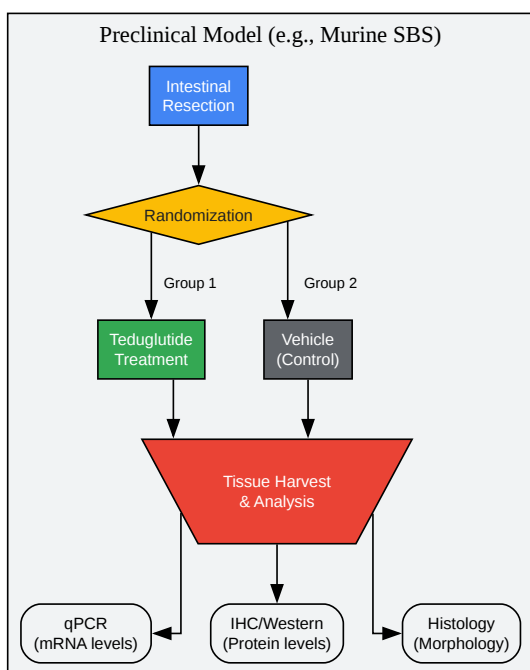 Preclinical Model (e.g., Murine SBS)
Intestinal
Resection
Randomization
Group 1
Group 2
Teduglutide
Treatment
Vehicle
(Control)
Tissue Harvest
& Analysis
qPCR
(mRNA levels)
IHC/Western
(Protein levels)
Histology
(Morphology)